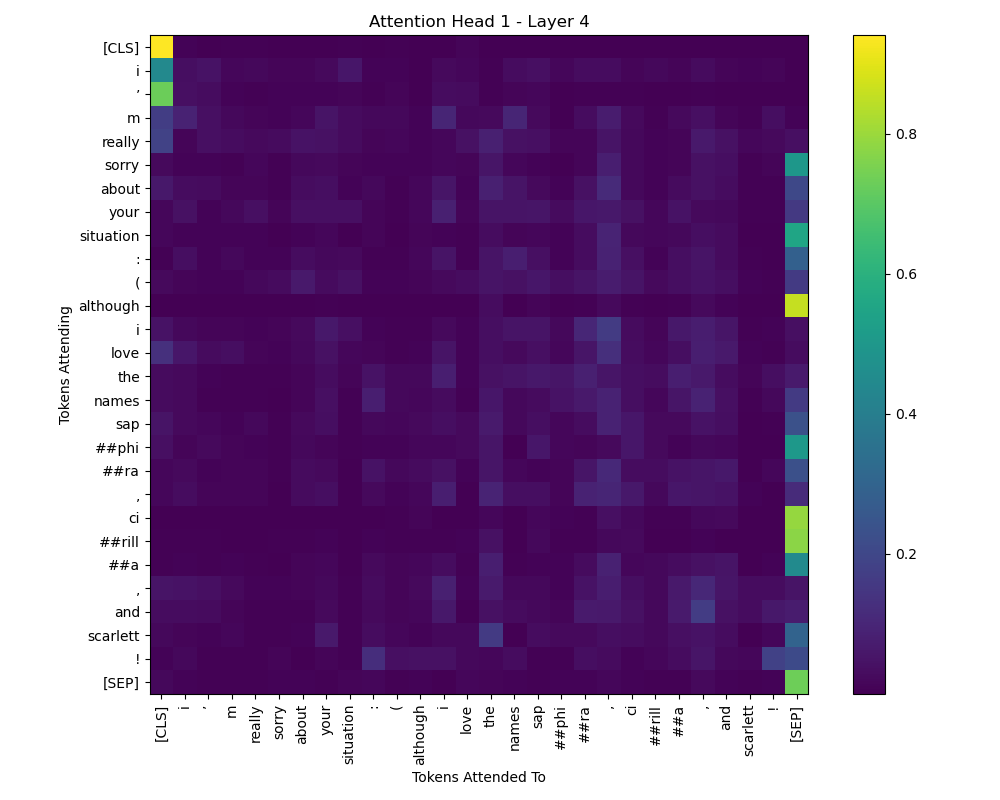 Attention Head 1 - Layer 4
[CLS]
i
’
m
really
sorry
about
your
situation
:
(
although
i
love
the
names
sap
##phi
##ra
,
ci
##rill
##a
,
and
scarlett
!
[SEP]
Tokens Attending
[CLS]
i
’
m
really
sorry
about
your
situation
:
(
although
i
love
the
names
sap
##phi
##ra
,
ci
##rill
##a
,
and
scarlett
!
[SEP]
Tokens Attended To
0.8
0.6
0.4
0.2